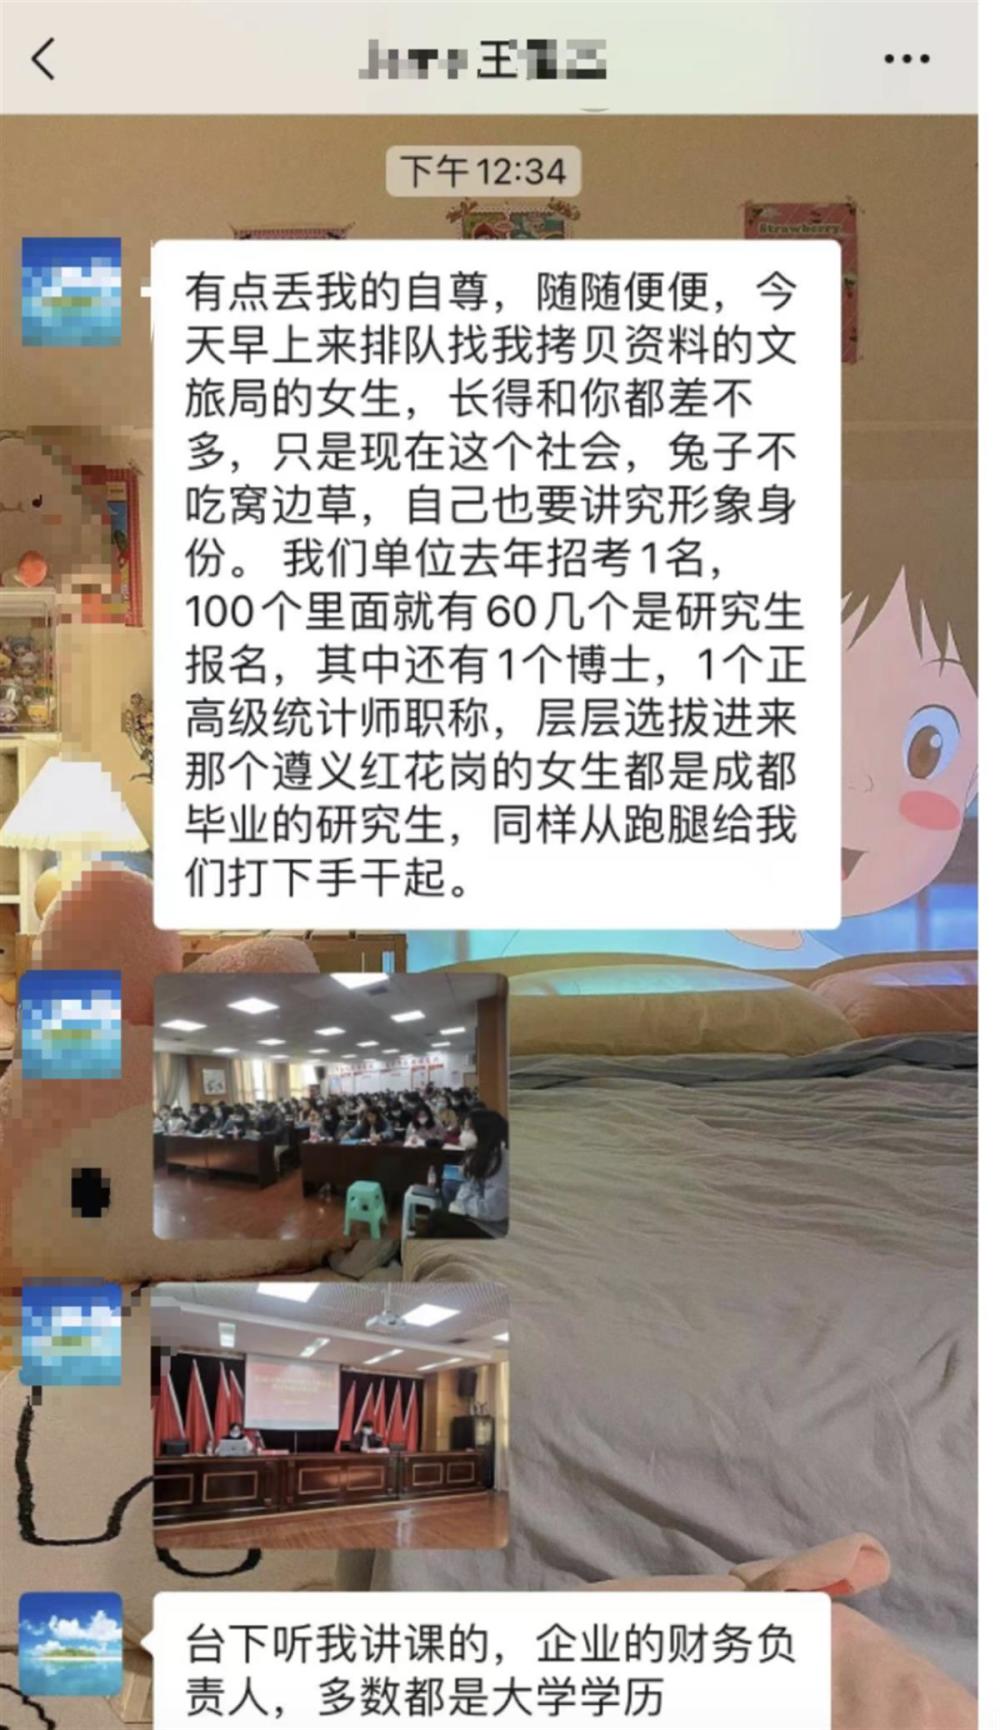 王
下午12:34
Strawberry
有点丢我的自尊，随随便便，今
天早上来排队找我拷贝资料的文
旅局的女生，长得和你都差不
多，只是现在这个社会，兔子不
吃窝边草，自己也要讲究形象身
份。 我们单位去年招考1名，
100个里面就有60几个是研究生
报名，其中还有1个博士，1个正
高级统计师职称，层层选拔进来
那个遵义红花岗的女生都是成都
毕业的研究生，同样从跑腿给我
们打下手干起。
台下听我讲课的，企业的财务负
责人，多数都是大学学历